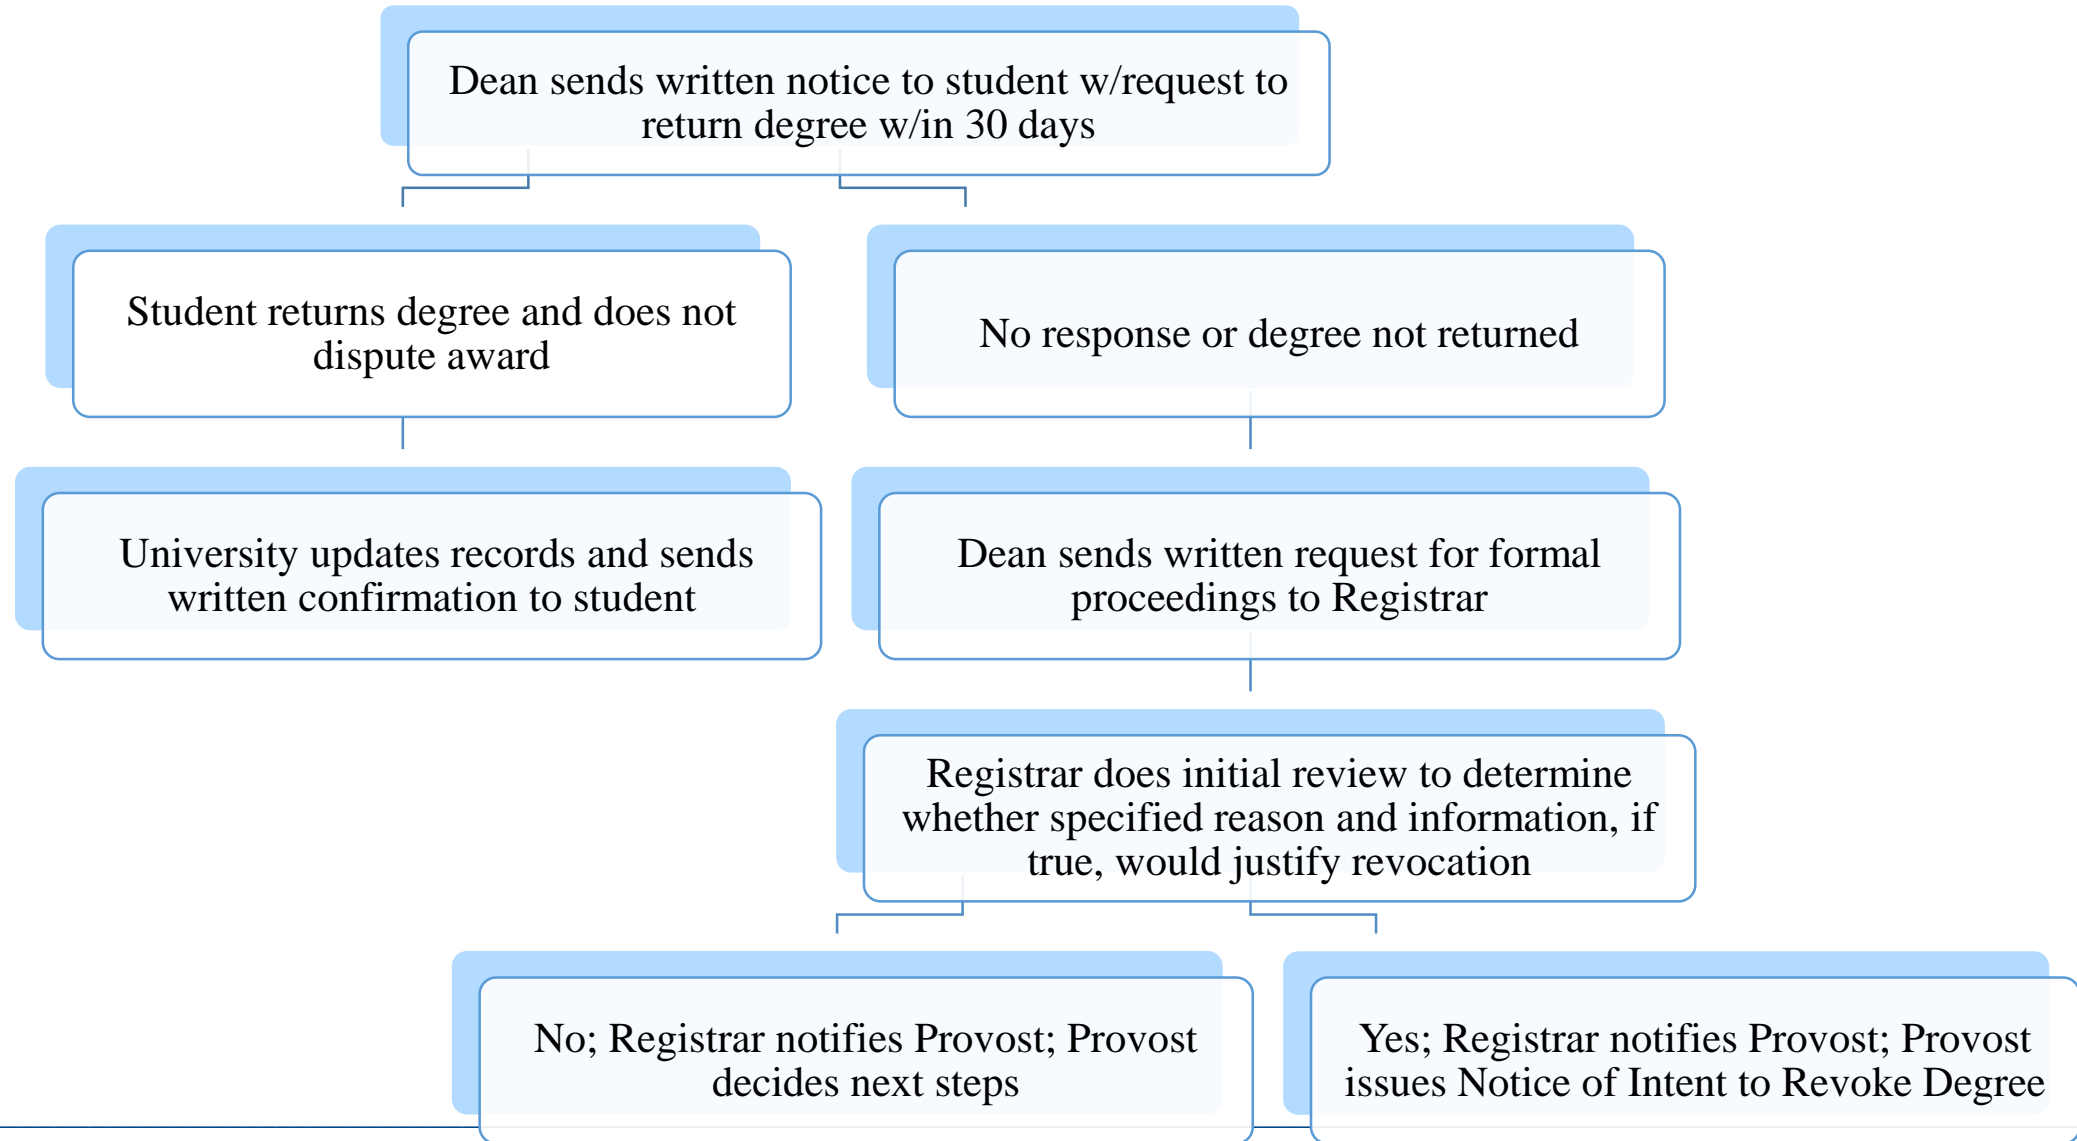 Dean sends written notice to student w/request to
return degree w/in 30 days
Student returns degree and does not
dispute award
No response or degree not returned
University updates records and sends
written confirmation to student
Dean sends written request for formal
proceedings to Registrar
Registrar does initial review to determine
whether specified reason and information, if
true, would justify revocation
No; Registrar notifies Provost; Provost
decides next steps
Yes; Registrar notifies Provost; Provost
issues Notice of Intent to Revoke Degree